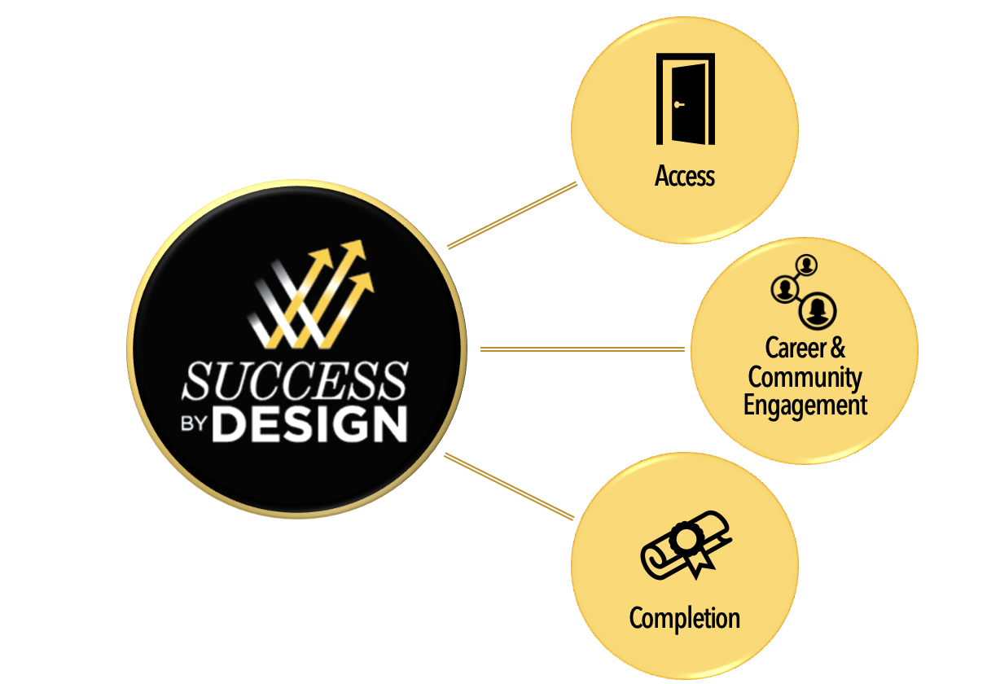 SUCCESS
BY DESIGN
Access
Career &
Community
Engagement
Completion